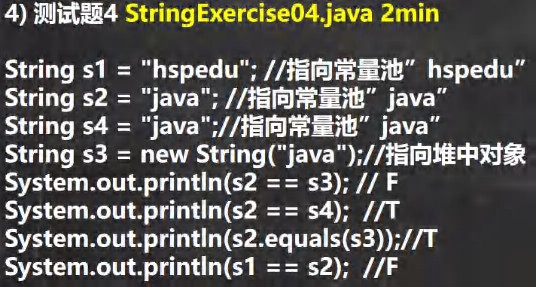 4) 测试题4 StringExercise04.java 2min
String s1 = "hspedu"; //指向常量池”hspedu”
String s2 = "java"; //指向常量池”java”
String s4 = "java";//指向常量池”java”
String s3 = new String("java");//指向堆中对象
System.out.println(s2 == s3); // F
System.out.println(s2 == s4);  //T
System.out.println(s2.equals(s3));//T
System.out.println(s1 == s2);  //F